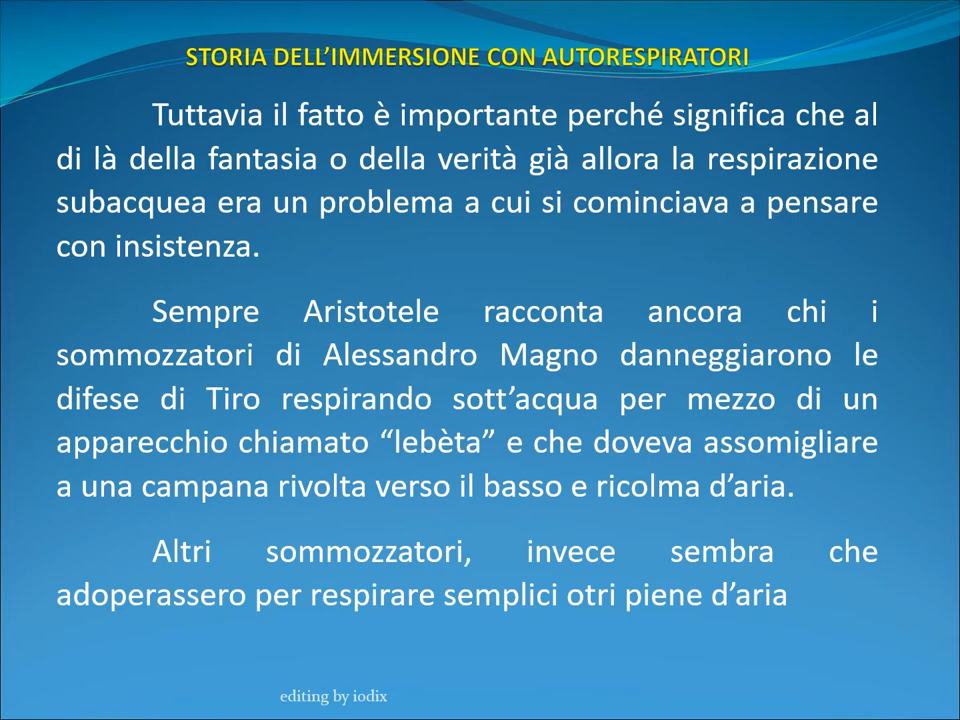 STORIA DELL’IMMERSIONE CON AUTORESPIRATORI
Tuttavia il fatto è importante perché significa che al
di là della fantasia o della verità già allora la respirazione
subacquea era un problema a cui si cominciava a pensare
con insistenza.
Sempre Aristotele racconta ancora chi i
sommozzatori di Alessandro Magno danneggiarono le
difese di Tiro respirando sott’acqua per mezzo di un
apparecchio chiamato “lebèta” e che doveva assomigliare
a una campana rivolta verso il basso e ricolma d’aria.
Altri sommozzatori, invece sembra che
adoperassero per respirare semplici otri piene d’aria
editing by iodix